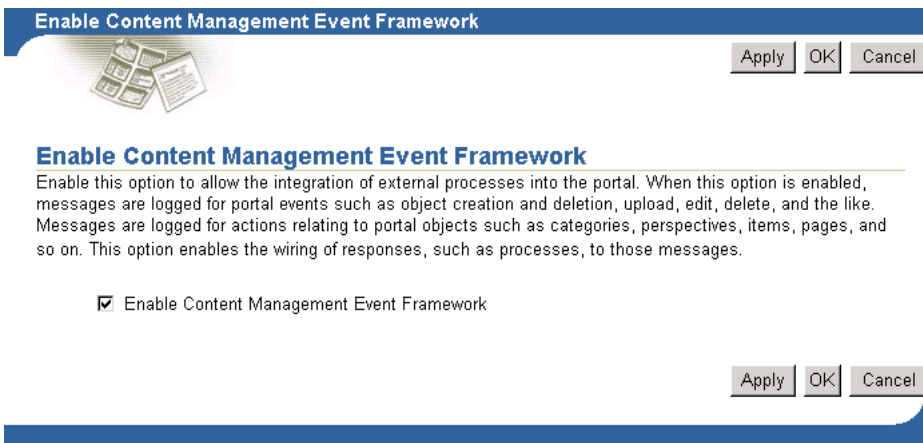 Enable Content Management Event Framework
Apply OK Cancel
Enable Content Management Event Framework
Enable this option to allow the integration of external processes into the portal. When this option is enabled,
messages are logged for portal events such as object creation and deletion, upload, edit, delete, and the like.
Messages are logged for actions relating to portal objects such as categories, perspectives, items, pages, and
so on. This option enables the wiring of responses, such as processes, to those messages.
Enable Content Management Event Framework
Apply OK Cancel